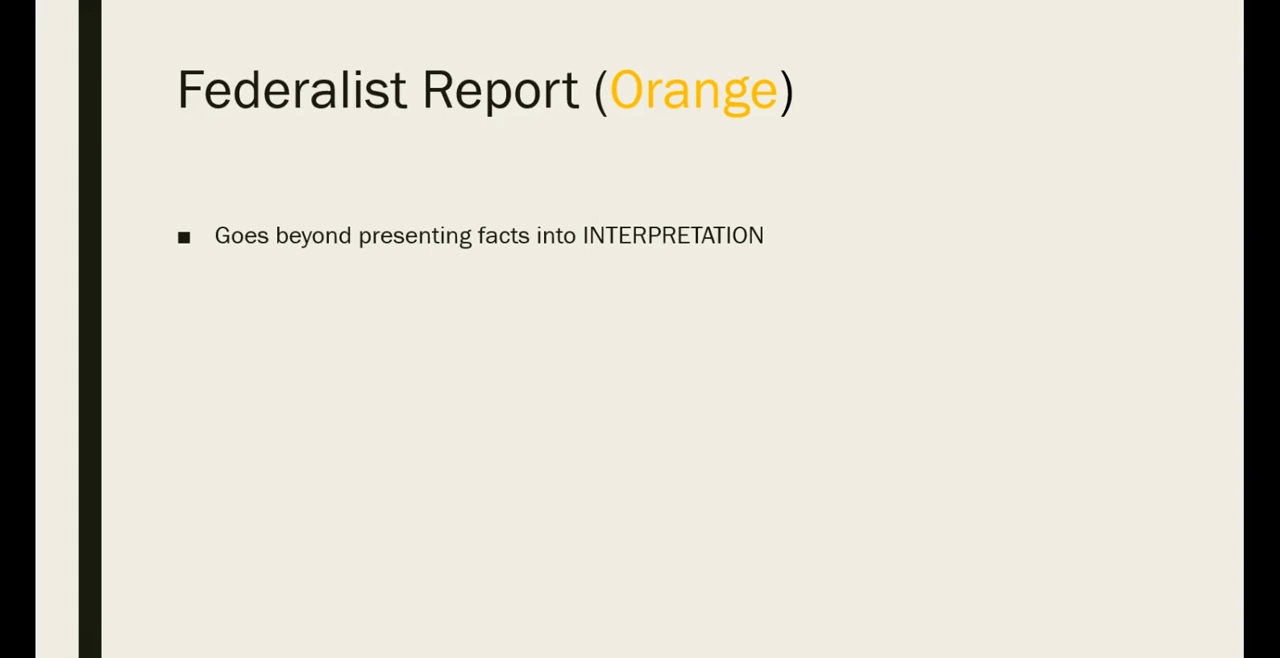 Federalist Report (Orange)
■ Goes beyond presenting facts into INTERPRETATION